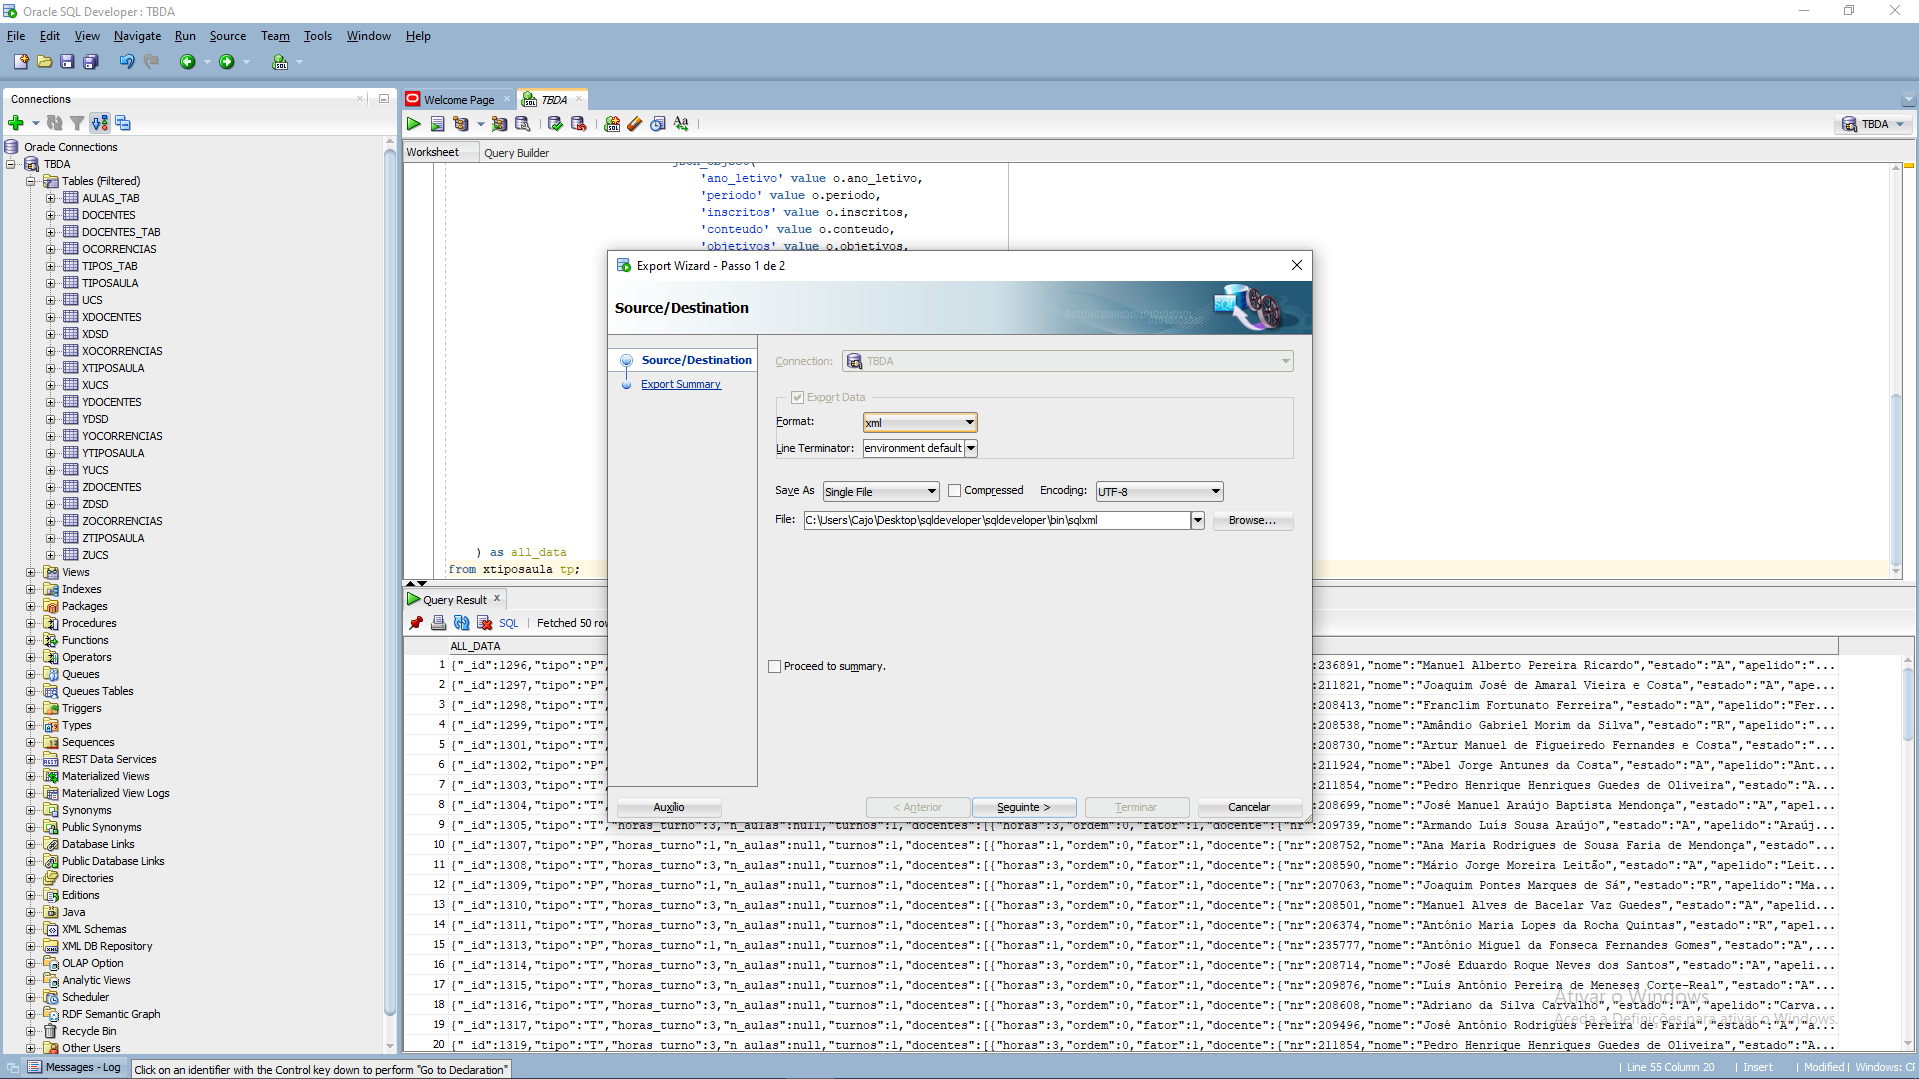 Oracle SQL Developer : TBDA
File Edit View Navigate Run Source Team Tools Window Help
Connections
Oracle Connections
TBDA
Tables (Filtered)
AULAS_TAB
DOCENTES
DOCENTES_TAB
OCORRENCIAS
TIPOS_TAB
TIPOSAULA
UCS
XDOCENTES
XDSD
XOCORRENCIAS
XTIPOSAULA
XUCS
YDOCENTES
YDSD
YOCORRENCIAS
YTIPOSAULA
YUCS
ZDOCENTES
ZDSD
ZOCORRENCIAS
ZTIPOSAULA
ZUCS
Views
Indexes
Packages
Procedures
Functions
Operators
Queues
Queues Tables
Triggers
Types
Sequences
REST Data Services
Materialized Views
Materialized View Logs
Synonyms
Public Synonyms
Database Links
Public Database Links
Directories
Editions
Java
XML Schemas
XML DB Repository
OLAP Option
Analytic Views
Scheduler
RDF Semantic Graph
Recycle Bin
Other Users
Welcome Page TBDA
TBDA
Worksheet Query Builder
json_object(
'ano_letivo' value o.ano_letivo,
'periodo' value o.periodo,
'inscritos' value o.inscritos,
'conteudo' value o.conteudo,
'objetivos' value o.objetivos,
) as all_data
from xtiposaula tp;
Export Wizard - Passo 1 de 2
Source/Destination
Source/Destination
Export Summary
Connection: TBDA
Export Data
Format: xml
Line Terminator: environment default
Save As Single File Compressed Encoding: UTF-8
File: C:\Users\Cajo\Desktop\sqldeveloper\sqldeveloper\bin\sqlxml Browse...
Proceed to summary.
Auxílio < Anterior Seguinte > Terminar Cancelar
Query Result
SQL Fetched 50 row
ALL_DATA
1 {"_id":1296,"tipo":"P", :236891,"nome":"Manuel Alberto Pereira Ricardo","estado":"A","apelido":"...
2 {"_id":1297,"tipo":"P", :211821,"nome":"Joaquim José de Amaral Vieira e Costa","estado":"A","ape...
3 {"_id":1298,"tipo":"T", :208413,"nome":"Franclim Fortunato Ferreira","estado":"A","apelido":"Fer...
4 {"_id":1299,"tipo":"T", :208538,"nome":"Amândio Gabriel Morim da Silva","estado":"R","apelido":"...
5 {"_id":1301,"tipo":"T", :208730,"nome":"Artur Manuel de Figueiredo Fernandes e Costa","estado":"...
6 {"_id":1302,"tipo":"P", :211924,"nome":"Abel Jorge Antunes da Costa","estado":"A","apelido":"Ant...
7 {"_id":1303,"tipo":"T", :211854,"nome":"Pedro Henrique Henriques Guedes de Oliveira","estado":"A...
8 {"_id":1304,"tipo":"T", :208699,"nome":"José Manuel Araújo Baptista Mendonça","estado":"A","apel...
9 {"_id":1305,"tipo":"T","horas_turno":3,"n_aulas":null,"turnos":1,"docentes":[{"horas":3,"ordem":0,"fator":1,"docente":{"nr":209739,"nome":"Armando Luís Sousa Araújo","estado":"A","apelido":"Araúj...
10 {"_id":1307,"tipo":"P","horas_turno":1,"n_aulas":null,"turnos":1,"docentes":[{"horas":1,"ordem":0,"fator":1,"docente":{"nr":208752,"nome":"Ana Maria Rodrigues de Sousa Faria de Mendonça","estado"...
11 {"_id":1308,"tipo":"T","horas_turno":3,"n_aulas":null,"turnos":1,"docentes":[{"horas":3,"ordem":0,"fator":1,"docente":{"nr":208590,"nome":"Mário Jorge Moreira Leitão","estado":"A","apelido":"Leit...
12 {"_id":1309,"tipo":"P","horas_turno":1,"n_aulas":null,"turnos":1,"docentes":[{"horas":1,"ordem":0,"fator":1,"docente":{"nr":207063,"nome":"Joaquim Pontes Marques de Sá","estado":"R","apelido":"Ma...
13 {"_id":1310,"tipo":"T","horas_turno":3,"n_aulas":null,"turnos":1,"docentes":[{"horas":3,"ordem":0,"fator":1,"docente":{"nr":208501,"nome":"Manuel Alves de Bacelar Vaz Guedes","estado":"A","apelid...
14 {"_id":1311,"tipo":"T","horas_turno":3,"n_aulas":null,"turnos":1,"docentes":[{"horas":3,"ordem":0,"fator":1,"docente":{"nr":206374,"nome":"António Maria Lopes da Rocha Quintas","estado":"R","apel...
15 {"_id":1313,"tipo":"P","horas_turno":1,"n_aulas":null,"turnos":1,"docentes":[{"horas":1,"ordem":0,"fator":1,"docente":{"nr":235777,"nome":"António Miguel da Fonseca Fernandes Gomes","estado":"A",...
16 {"_id":1314,"tipo":"T","horas_turno":3,"n_aulas":null,"turnos":1,"docentes":[{"horas":3,"ordem":0,"fator":1,"docente":{"nr":208714,"nome":"José Eduardo Roque Neves dos Santos","estado":"A","apeli...
17 {"_id":1315,"tipo":"T","horas_turno":3,"n_aulas":null,"turnos":1,"docentes":[{"horas":3,"ordem":0,"fator":1,"docente":{"nr":209876,"nome":"Luís António Pereira de Meneses Corte-Real","estado":"A"...
18 {"_id":1316,"tipo":"T","horas_turno":3,"n_aulas":null,"turnos":1,"docentes":[{"horas":3,"ordem":0,"fator":1,"docente":{"nr":208608,"nome":"Adriano da Silva Carvalho","estado":"A","apelido":"Carva...
19 {"_id":1317,"tipo":"T","horas_turno":3,"n_aulas":null,"turnos":1,"docentes":[{"horas":3,"ordem":0,"fator":1,"docente":{"nr":209496,"nome":"José António Rodrigues Pereira de Faria","estado":"A","a...
20 {"_id":1319,"tipo":"T","horas_turno":3,"n_aulas":null,"turnos":1,"docentes":[{"horas":3,"ordem":0,"fator":1,"docente":{"nr":211854,"nome":"Pedro Henrique Henriques Guedes de Oliveira","estado":"A...
Ativar o Windows
Aceda a Definições para ativar o Windows.
Messages - Log
Click on an identifier with the Control key down to perform "Go to Declaration"
Line 55 Column 20 Insert Modified Windows: CF